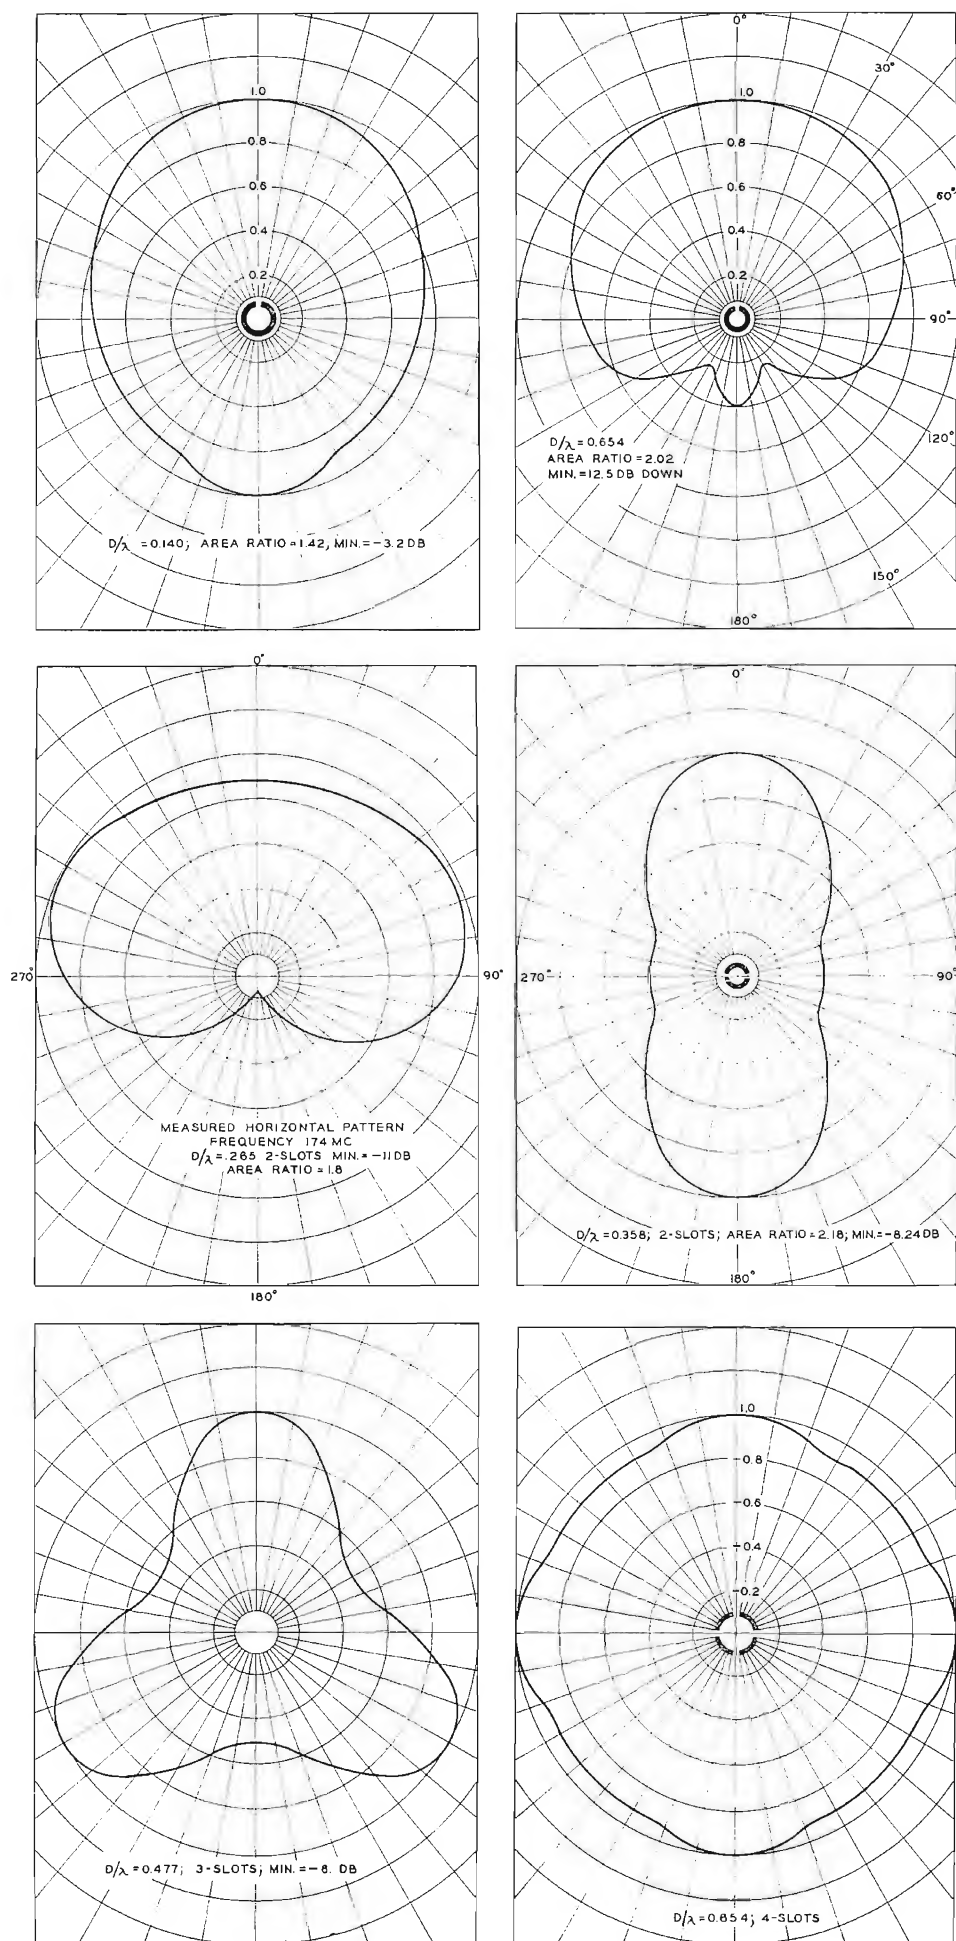 1.0
0.8
0.6
0.4
0.2
D/λ = 0.140; AREA RATIO = 1.42, MIN. = −3.2 DB
0°
30°
1.0
0.8
60°
0.6
0.4
0.2
90°
D/λ = 0.654
AREA RATIO = 2.02
MIN. = 12.5 DB DOWN
120°
150°
180°
0°
270°
90°
MEASURED HORIZONTAL PATTERN
FREQUENCY 174 MC
D/λ = .265 2-SLOTS MIN. = −11 DB
AREA RATIO = 1.8
180°
0°
270°
90°
D/λ = 0.358; 2-SLOTS; AREA RATIO = 2.18; MIN. = −8.24 DB
180°
D/λ = 0.477; 3-SLOTS; MIN. = −6. DB
1.0
0.8
0.6
0.4
0.2
D/λ = 0.654; 4-SLOTS